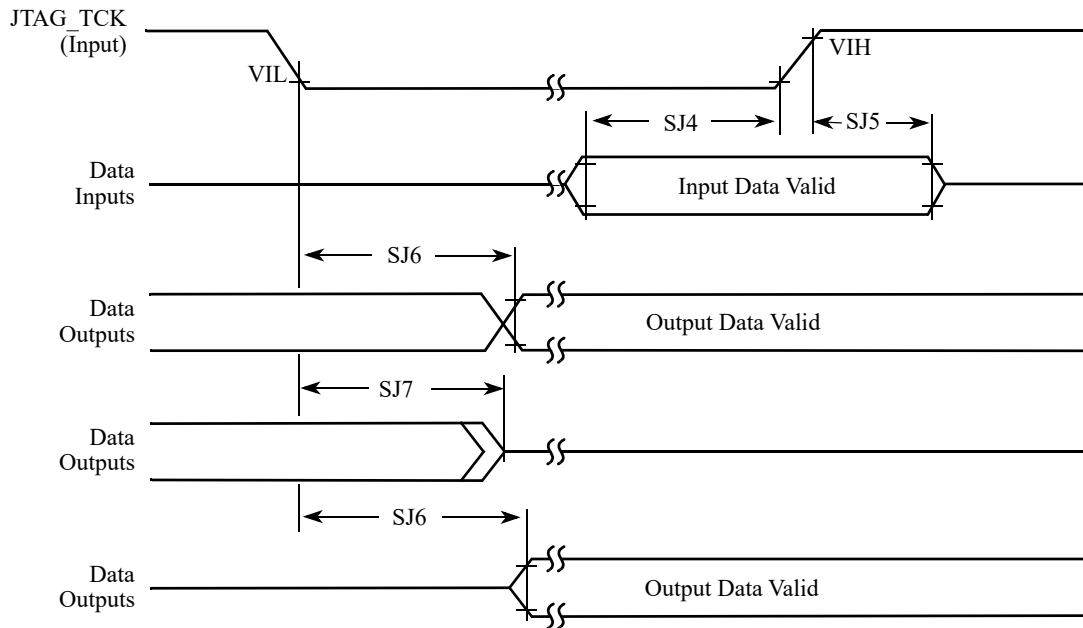 JTAG_TCK
(Input)
VIL
VIH
SJ4
SJ5
Data
Inputs
Input Data Valid
SJ6
Data
Outputs
Output Data Valid
SJ7
Data
Outputs
SJ6
Data
Outputs
Output Data Valid